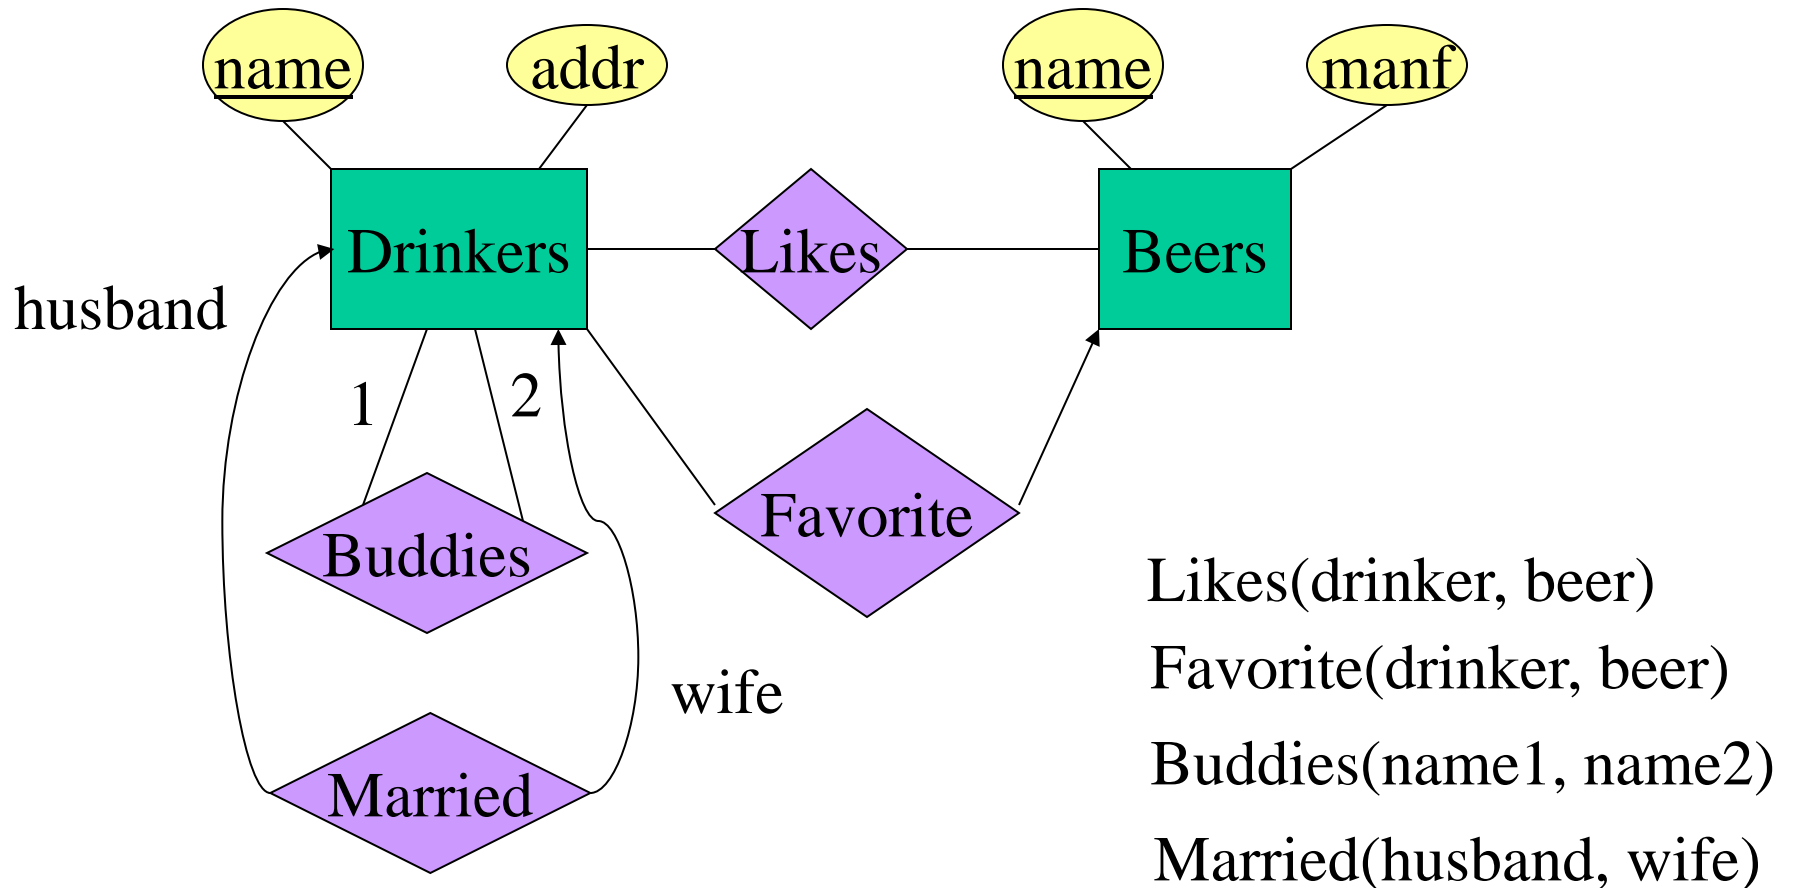 name
addr
name
manf
Drinkers
Likes
Beers
husband
1
2
Favorite
Buddies
Likes(drinker, beer)
Favorite(drinker, beer)
wife
Buddies(name1, name2)
Married
Married(husband, wife)